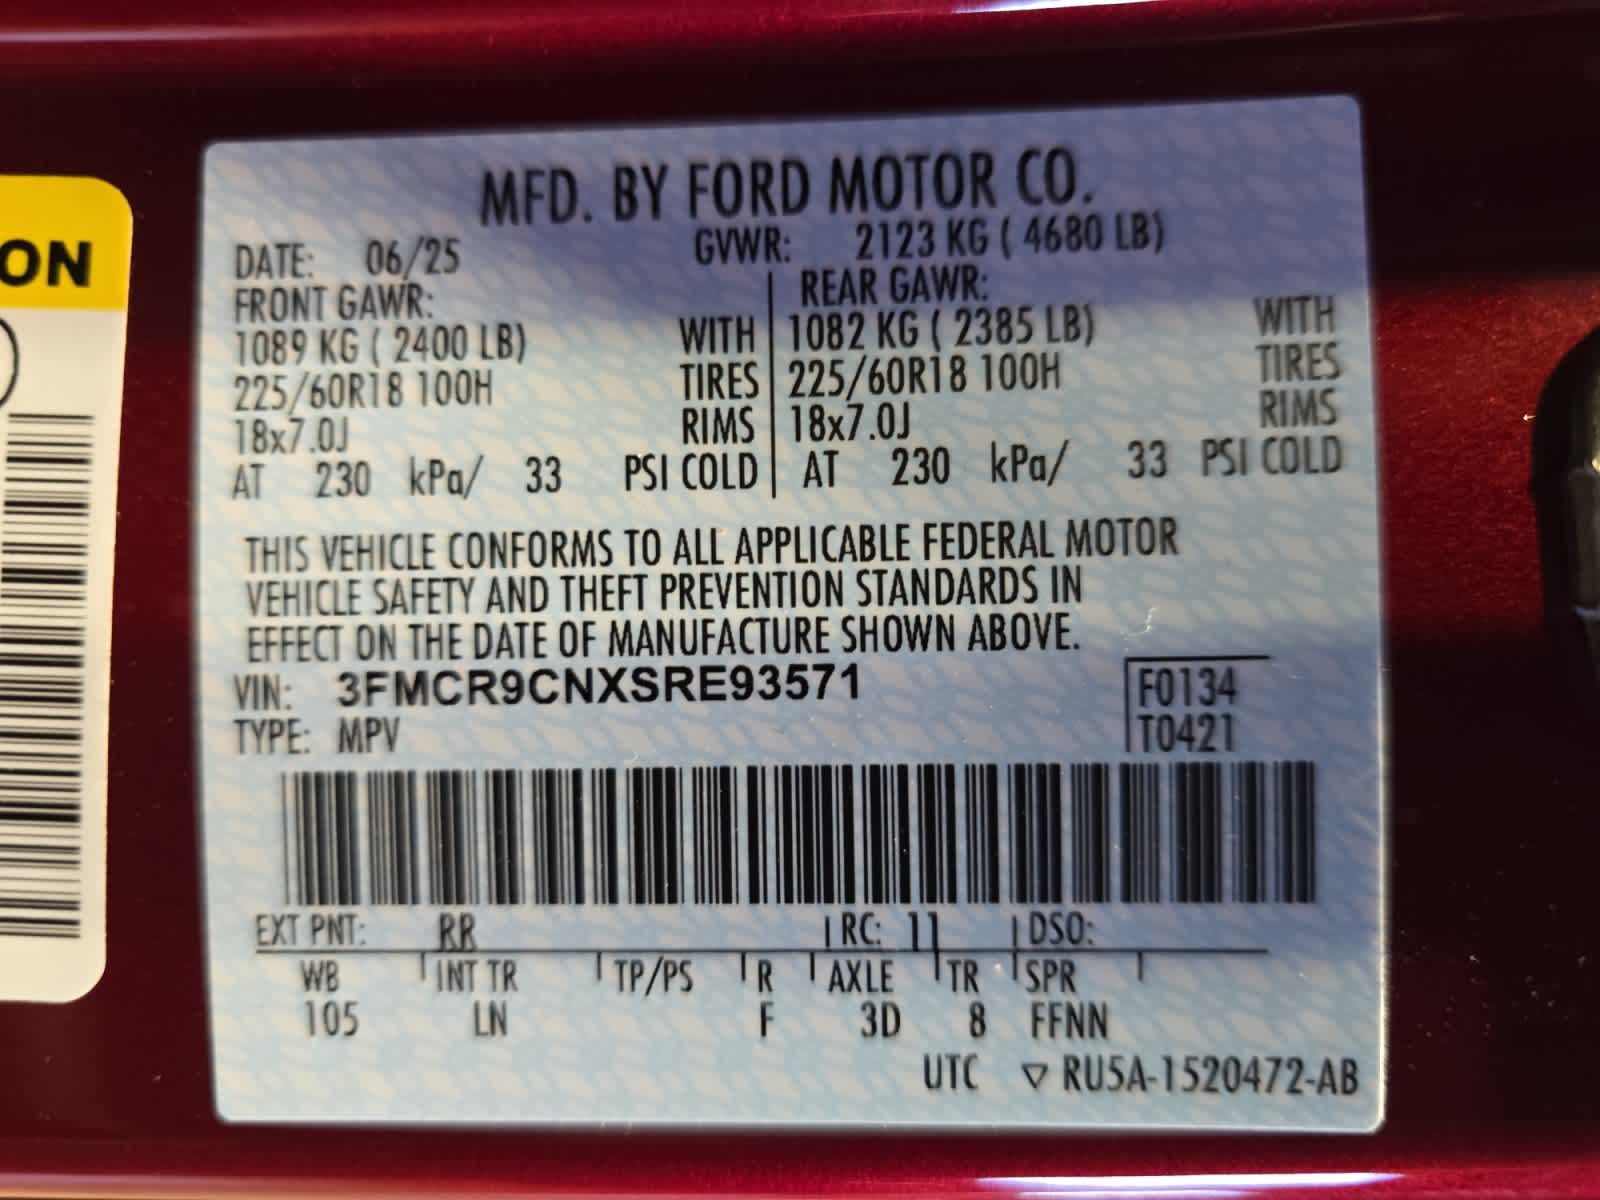 MFD. BY FORD MOTOR CO.
DATE: 06/25 GVWR: 2123 KG ( 4680 LB)
FRONT GAWR: REAR GAWR:
1089 KG ( 2400 LB) WITH 1082 KG ( 2385 LB) WITH
225/60R18 100H TIRES 225/60R18 100H TIRES
18x7.0J RIMS 18x7.0J RIMS
AT 230 kPa/ 33 PSI COLD AT 230 kPa/ 33 PSI COLD
THIS VEHICLE CONFORMS TO ALL APPLICABLE FEDERAL MOTOR
VEHICLE SAFETY AND THEFT PREVENTION STANDARDS IN
EFFECT ON THE DATE OF MANUFACTURE SHOWN ABOVE.
VIN: 3FMCR9CNXSRE93571 F0134
TYPE: MPV T0421
EXT PNT: RR RC: 11 DSO:
WB INT TR TP/PS R AXLE TR SPR
105 LN F 3D 8 FFNN
UTC ▽ RU5A-1520472-AB
ON